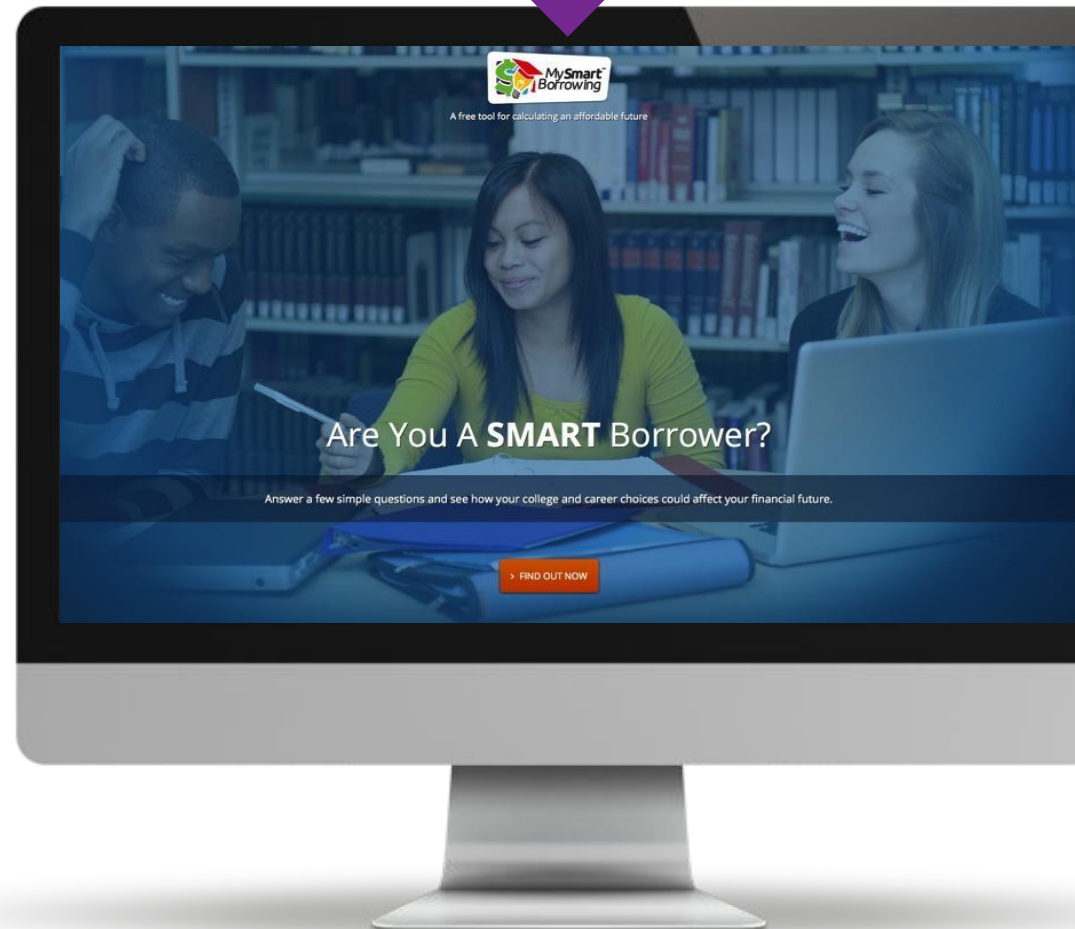 MySmart™
Borrowing
A free tool for calculating an affordable future
Are You A SMART Borrower?
Answer a few simple questions and see how your college and career choices could affect your financial future.
> FIND OUT NOW